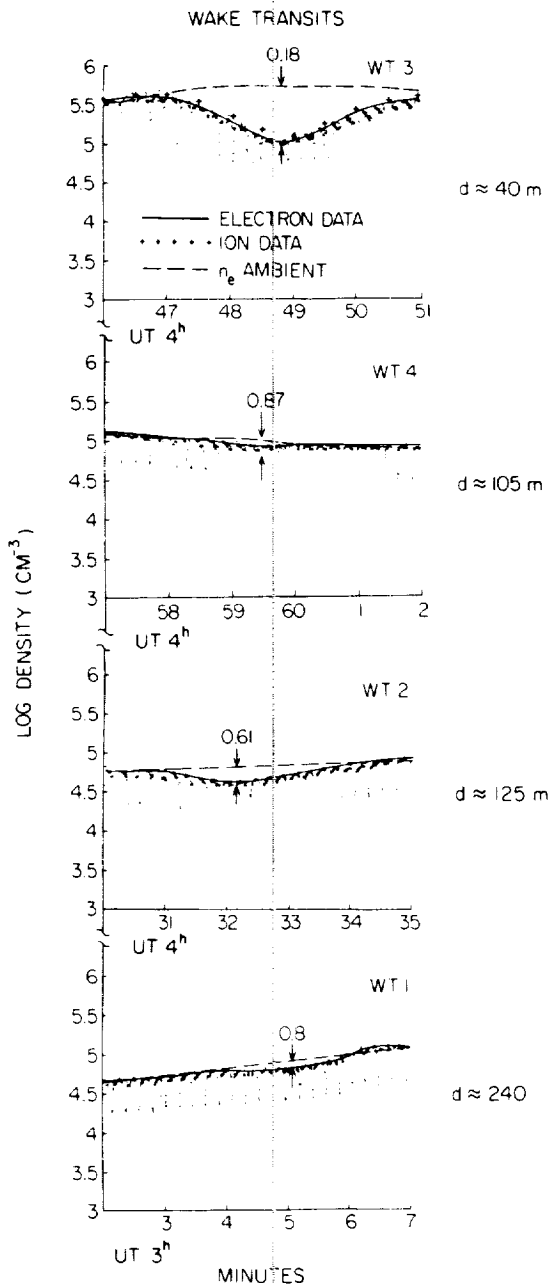 WAKE TRANSITS
0.18
WT 3
6
5.5
5
4.5
4
3.5
3
d ≈ 40 m
ELECTRON DATA
ION DATA
nₑ AMBIENT
47 48 49 50 51
UT 4ʰ
WT 4
0.87
6
5.5
5
4.5
4
3.5
3
d ≈ 105 m
58 59 60 1 2
UT 4ʰ
LOG DENSITY (CM⁻³)
WT 2
0.61
6
5.5
5
4.5
4
3.5
3
d ≈ 125 m
31 32 33 34 35
UT 4ʰ
WT 1
0.8
6
5.5
5
4.5
4
3.5
3
d ≈ 240
3 4 5 6 7
UT 3ʰ
MINUTES